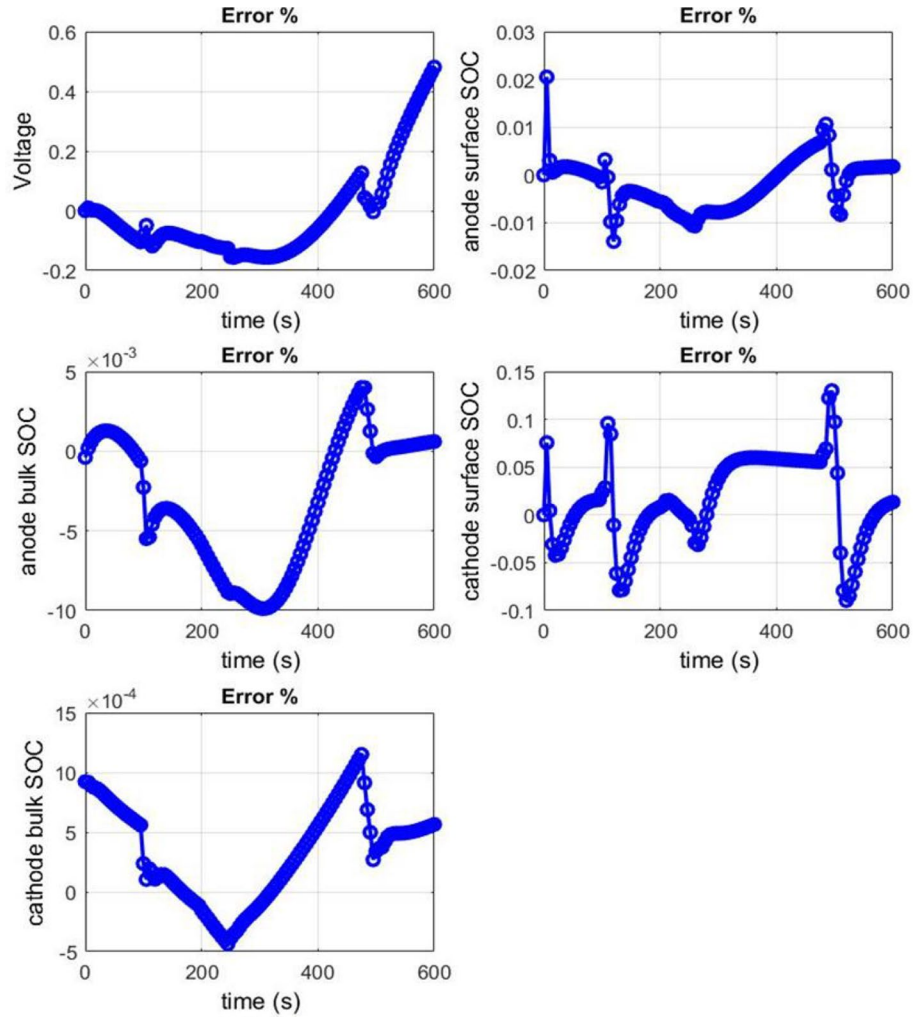 Error %
0.6
0.4
0.2
0
-0.2
Voltage
0 200 400 600
time (s)
Error %
0.03
0.02
0.01
0
-0.01
-0.02
anode surface SOC
0 200 400 600
time (s)
Error %
×10⁻³
5
0
-5
-10
anode bulk SOC
0 200 400 600
time (s)
Error %
0.15
0.1
0.05
0
-0.05
-0.1
cathode surface SOC
0 200 400 600
time (s)
Error %
×10⁻⁴
15
10
5
0
-5
cathode bulk SOC
0 200 400 600
time (s)